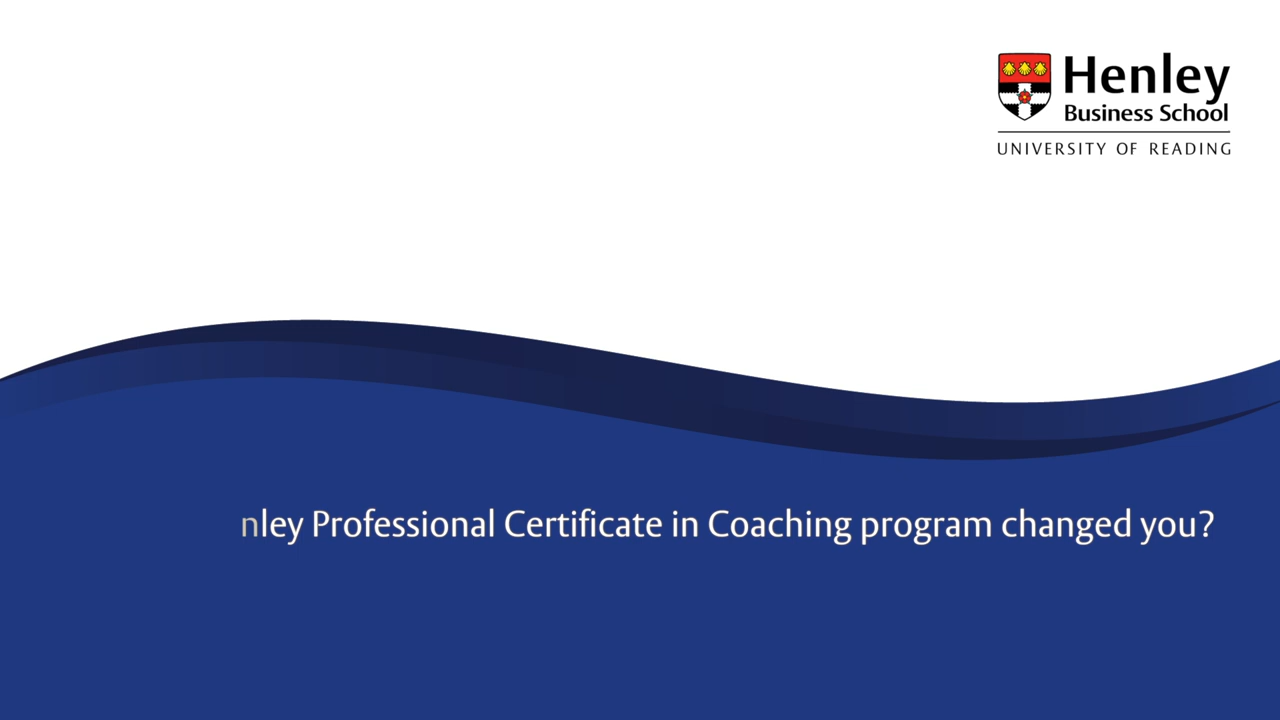 Henley
Business School
UNIVERSITY OF READING
nley Professional Certificate in Coaching program changed you?